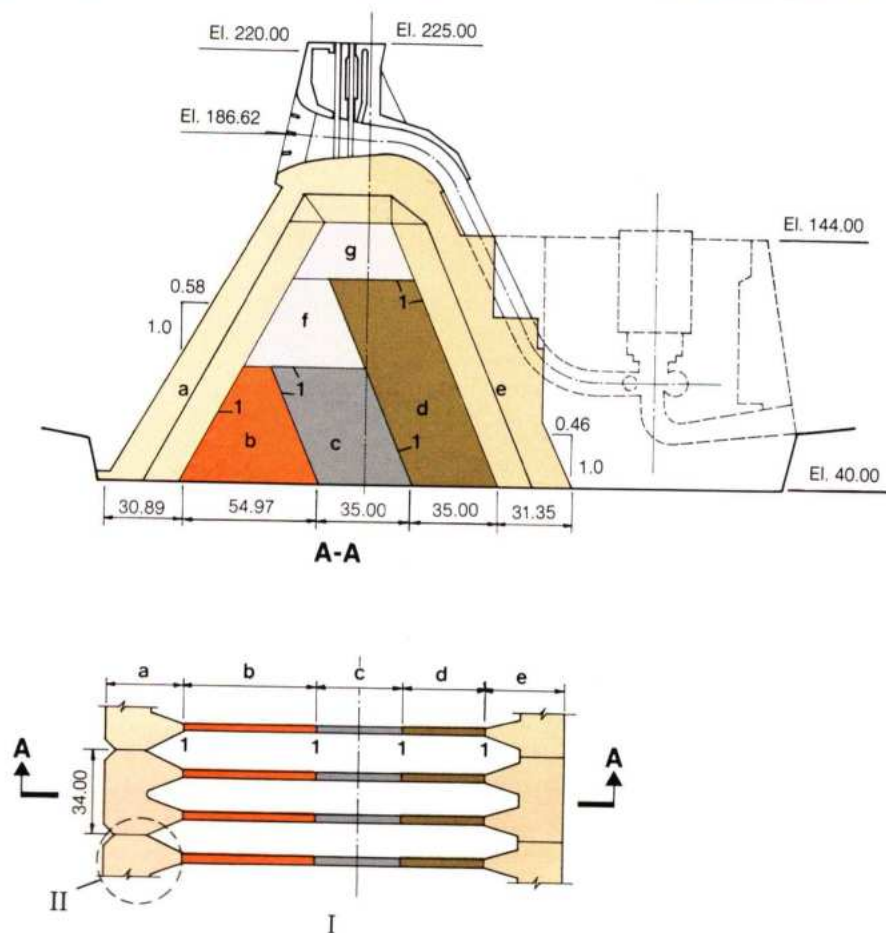 El. 220.00
El. 225.00
El. 186.62
El. 144.00
g
0.58
1.0
1
f
1
a
1
b
c
d
1
e
0.46
1.0
El. 40.00
30.89
54.97
35.00
35.00
31.35
A-A
a
b
c
d
e
1
1
1
1
A
A
34.00
II
I